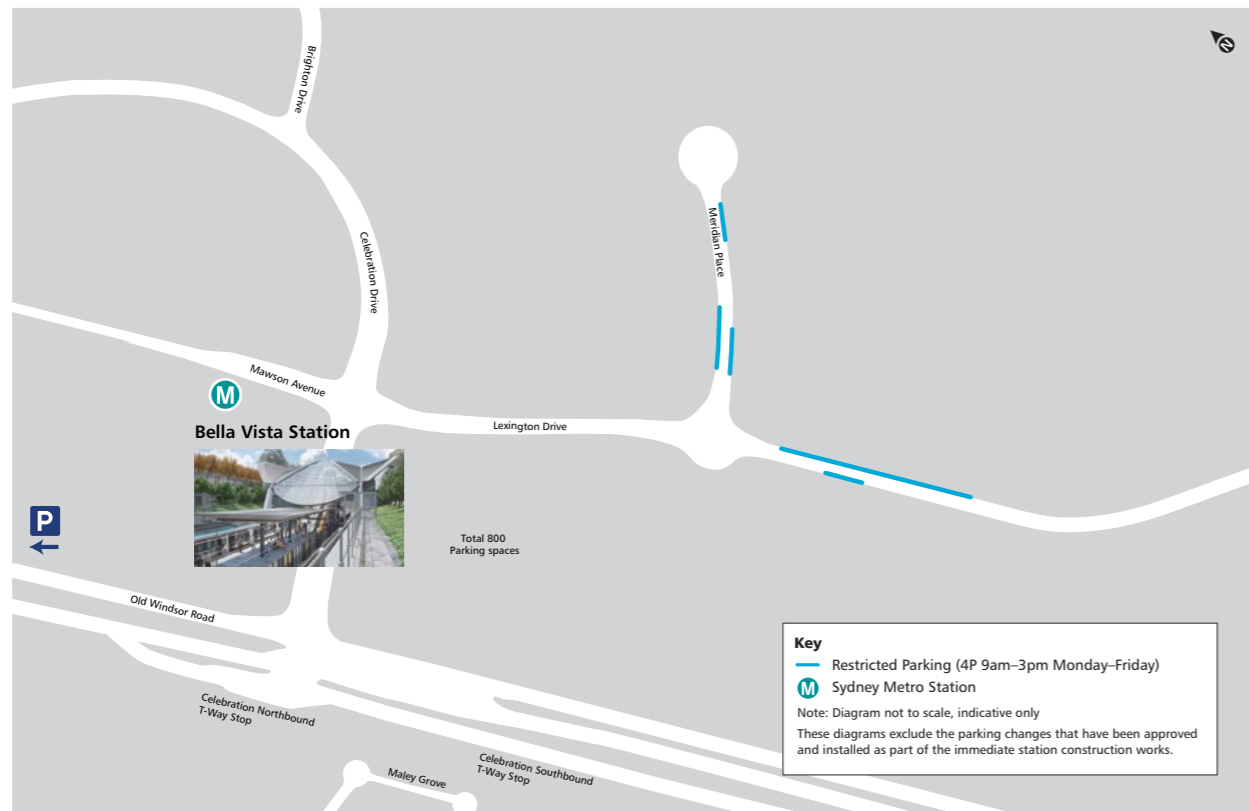 N
Brighton Drive
Celebration Drive
Meridian Place
Mawson Avenue
M
Bella Vista Station
Lexington Drive
P
Total 800
Parking spaces
Old Windsor Road
Celebration Northbound
T-Way Stop
Celebration Southbound
T-Way Stop
Maley Grove
Key
Restricted Parking (4P 9am–3pm Monday–Friday)
M Sydney Metro Station
Note: Diagram not to scale, indicative only
These diagrams exclude the parking changes that have been approved
and installed as part of the immediate station construction works.